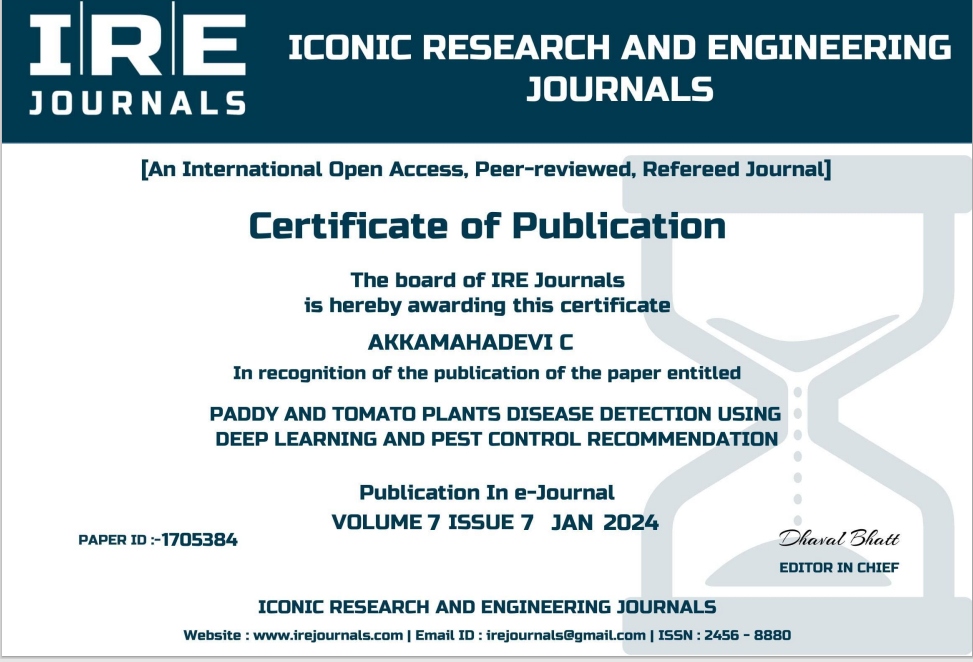 IRE
JOURNALS
ICONIC RESEARCH AND ENGINEERING
JOURNALS
[An International Open Access, Peer-reviewed, Refereed Journal]
Certificate of Publication
The board of IRE Journals
is hereby awarding this certificate
AKKAMAHADEVI C
In recognition of the publication of the paper entitled
PADDY AND TOMATO PLANTS DISEASE DETECTION USING
DEEP LEARNING AND PEST CONTROL RECOMMENDATION
Publication In e-Journal
VOLUME 7 ISSUE 7 JAN 2024
PAPER ID :-1705384
Dhaval Bhatt
EDITOR IN CHIEF
ICONIC RESEARCH AND ENGINEERING JOURNALS
Website : www.irejournals.com | Email ID : irejournals@gmail.com | ISSN : 2456 - 8880